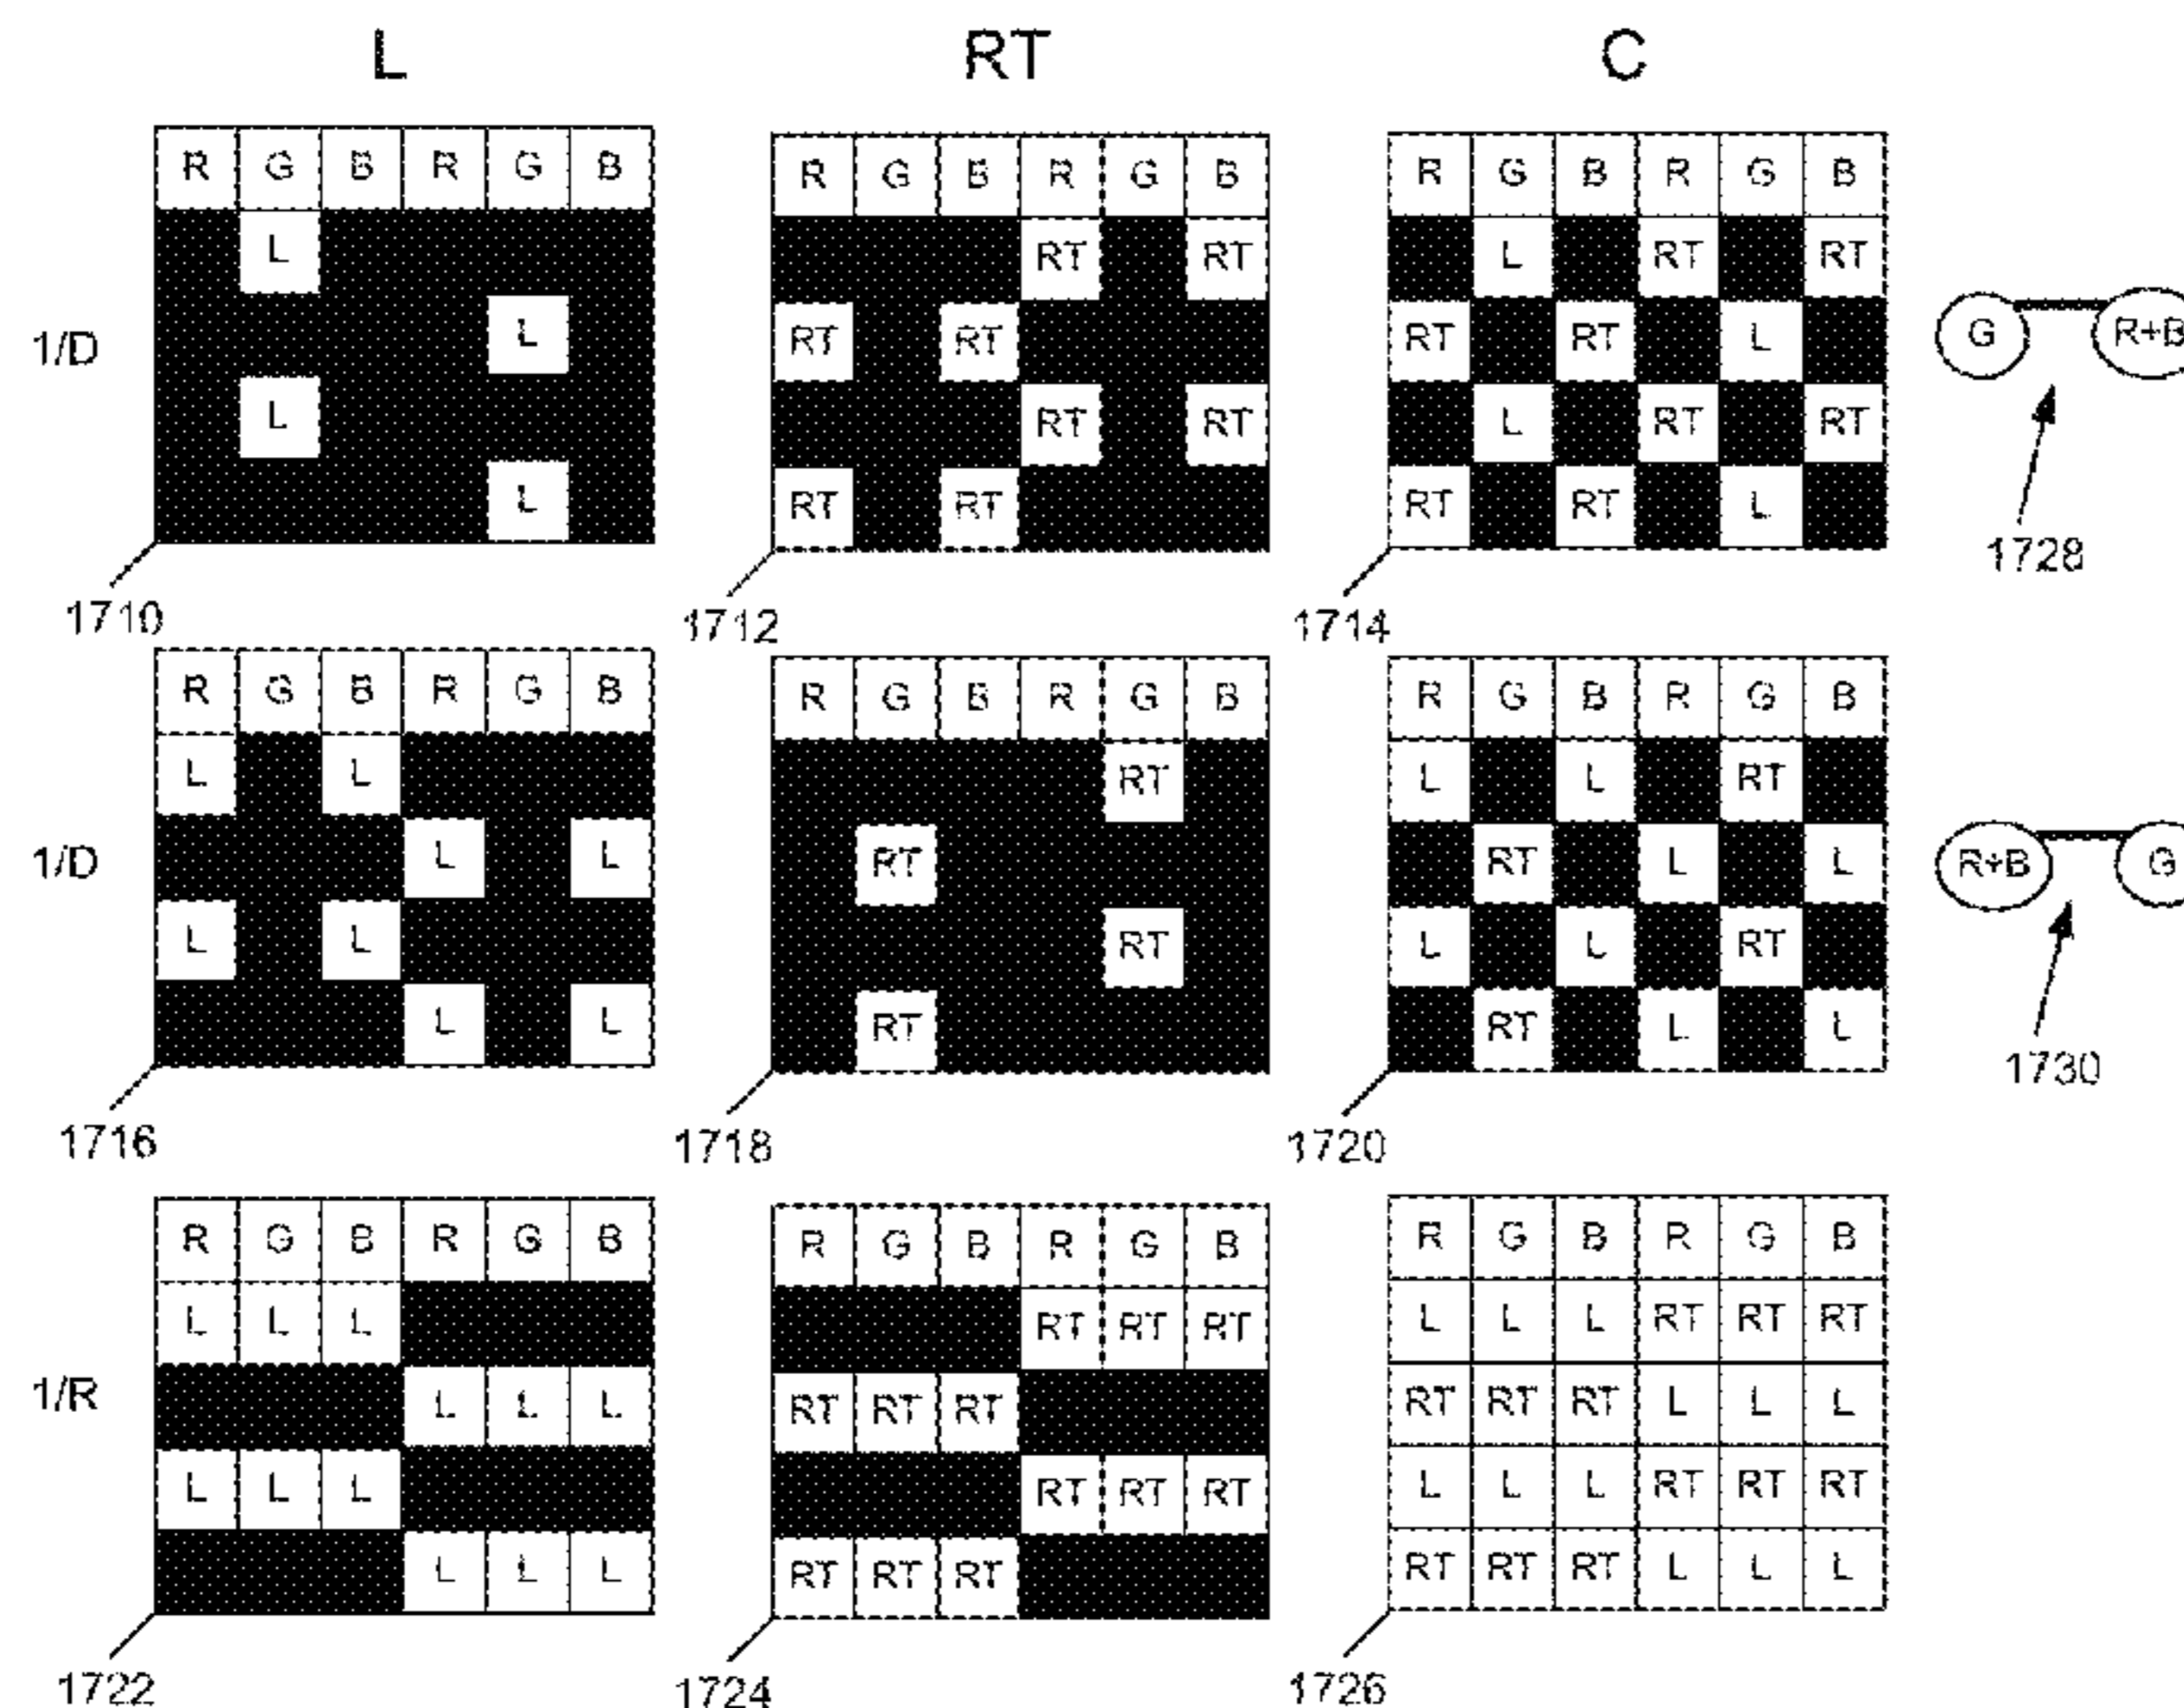 L RT C
R G B R G B R G B R G B R G B R G B
L RT RT L RT RT
1/D L RT RT RT RT L G R+B
L RT RT L RT RT
L RT RT RT RT L 1728
1710 1712 1714
R G B R G B R G B R G B R G B R G B
L L RT L L RT
1/D L L RT RT L L R+B G
L L RT L L RT
L L RT RT L L 1730
1716 1718 1720
R G B R G B R G B R G B R G B R G B
L L L RT RT RT L L L RT RT RT
1/R L L L RT RT RT RT RT RT L L L
L L L RT RT RT L L L RT RT RT
L L L RT RT RT RT RT RT L L L
1722 1724 1726